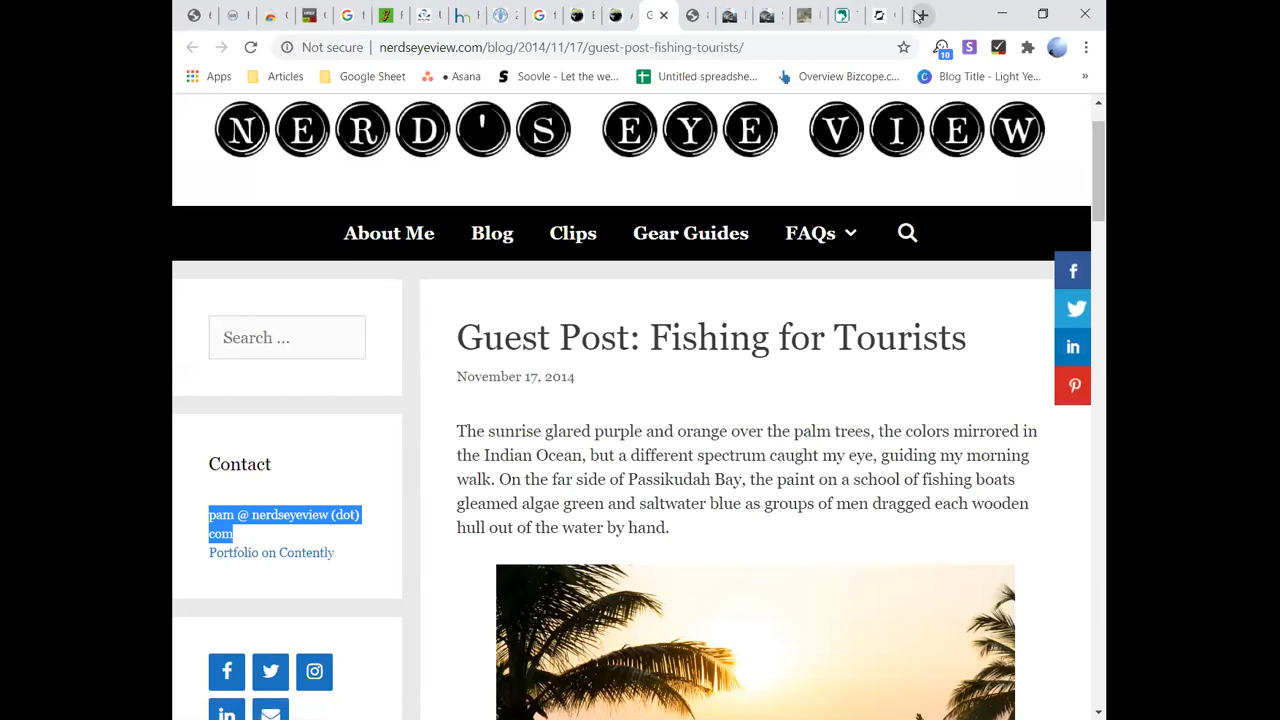 Not secure nerdseyeview.com/blog/2014/11/17/guest-post-fishing-tourists/
10
Apps Articles Google Sheet • Asana Soovle - Let the we... Untitled spreadshe... Overview Bizcope.c... Blog Title - Light Ye... »
NERD'S EYE VIEW
About Me Blog Clips Gear Guides FAQs
Search ...
Contact
pam @ nerdseyeview (dot)
com
Portfolio on Contently
Guest Post: Fishing for Tourists
November 17, 2014
The sunrise glared purple and orange over the palm trees, the colors mirrored in
the Indian Ocean, but a different spectrum caught my eye, guiding my morning
walk. On the far side of Passikudah Bay, the paint on a school of fishing boats
gleamed algae green and saltwater blue as groups of men dragged each wooden
hull out of the water by hand.